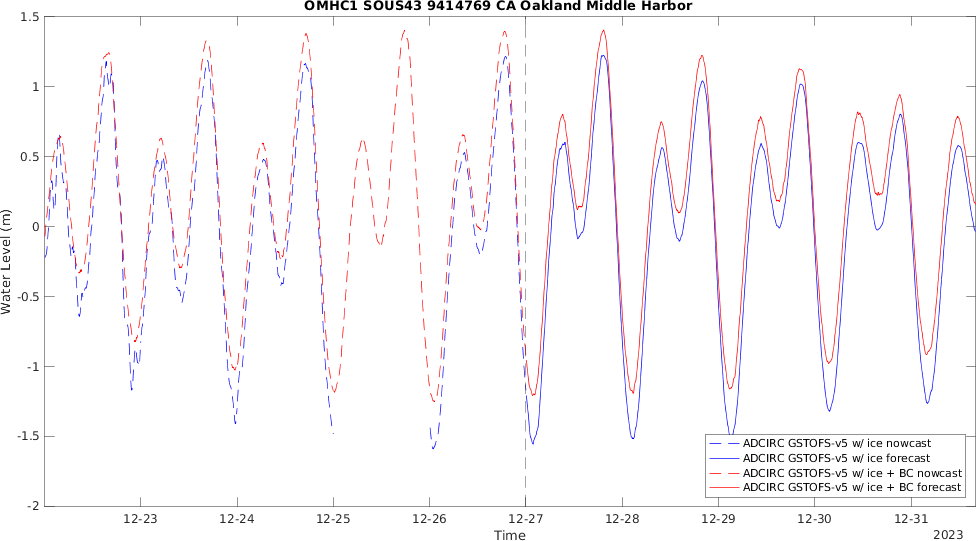 OMHC1 SOUS43 9414769 CA Oakland Middle Harbor
1.5
1
0.5
0
-0.5
-1
-1.5
-2
Water Level (m)
12-23
12-24
12-25
12-26
12-27
12-28
12-29
12-30
12-31
Time
2023
ADCIRC GSTOFS-v5 w/ ice nowcast
ADCIRC GSTOFS-v5 w/ ice forecast
ADCIRC GSTOFS-v5 w/ ice + BC nowcast
ADCIRC GSTOFS-v5 w/ ice + BC forecast